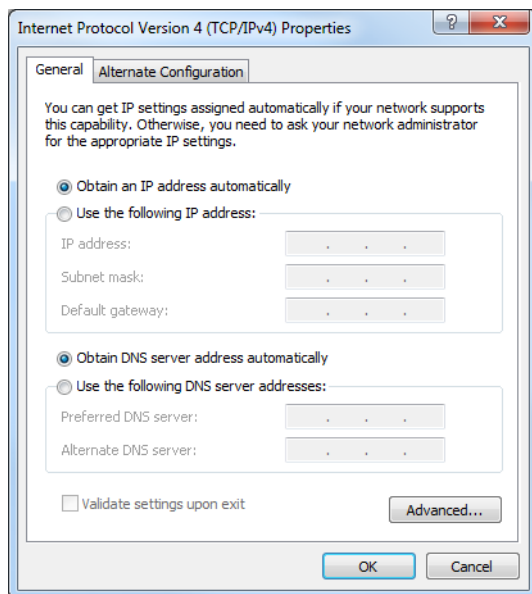 Internet Protocol Version 4 (TCP/IPv4) Properties
?
General
Alternate Configuration
You can get IP settings assigned automatically if your network supports
this capability. Otherwise, you need to ask your network administrator
for the appropriate IP settings.
Obtain an IP address automatically
Use the following IP address:
IP address:
Subnet mask:
Default gateway:
Obtain DNS server address automatically
Use the following DNS server addresses:
Preferred DNS server:
Alternate DNS server:
Validate settings upon exit
Advanced...
OK
Cancel